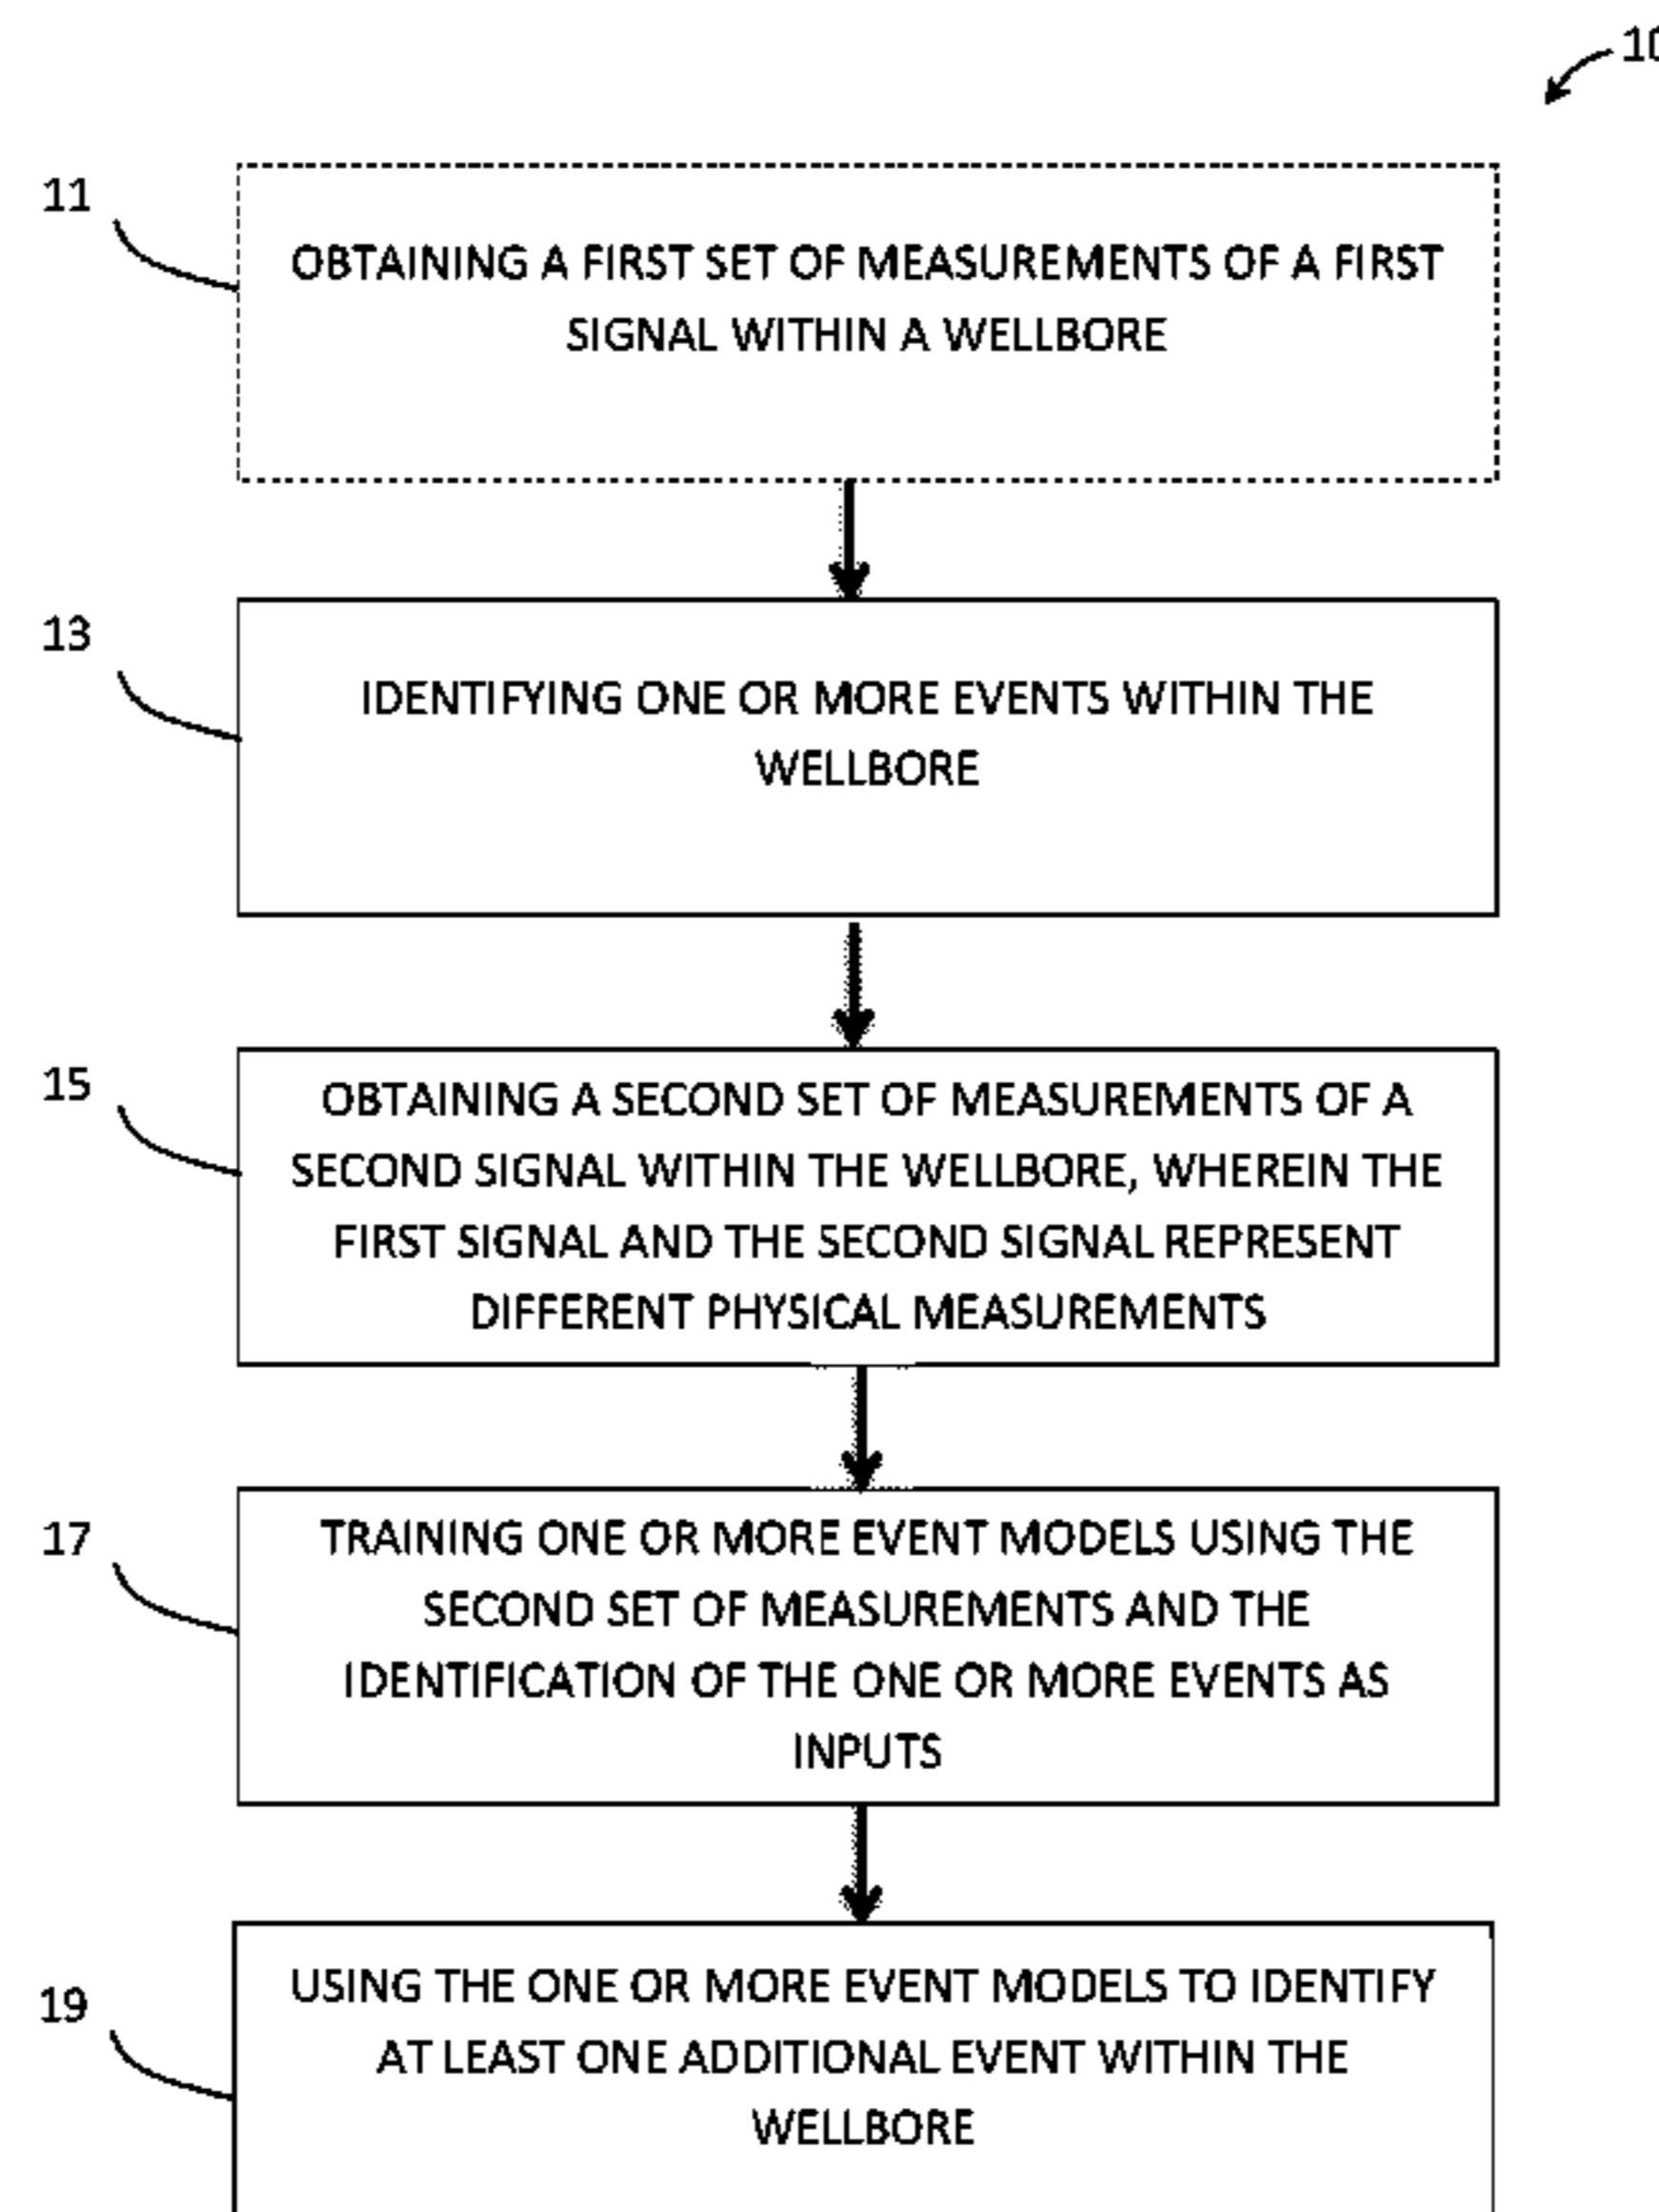 10
11
OBTAINING A FIRST SET OF MEASUREMENTS OF A FIRST
SIGNAL WITHIN A WELLBORE
13
IDENTIFYING ONE OR MORE EVENTS WITHIN THE
WELLBORE
15
OBTAINING A SECOND SET OF MEASUREMENTS OF A
SECOND SIGNAL WITHIN THE WELLBORE, WHEREIN THE
FIRST SIGNAL AND THE SECOND SIGNAL REPRESENT
DIFFERENT PHYSICAL MEASUREMENTS
17
TRAINING ONE OR MORE EVENT MODELS USING THE
SECOND SET OF MEASUREMENTS AND THE
IDENTIFICATION OF THE ONE OR MORE EVENTS AS
INPUTS
19
USING THE ONE OR MORE EVENT MODELS TO IDENTIFY
AT LEAST ONE ADDITIONAL EVENT WITHIN THE
WELLBORE